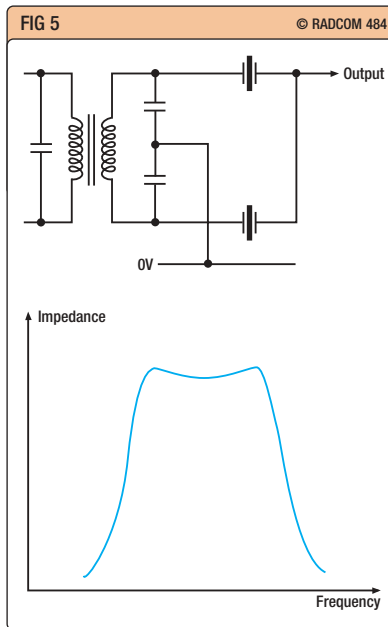 FIG 5
© RADCOM 484
Output
0V
Impedance
Frequency